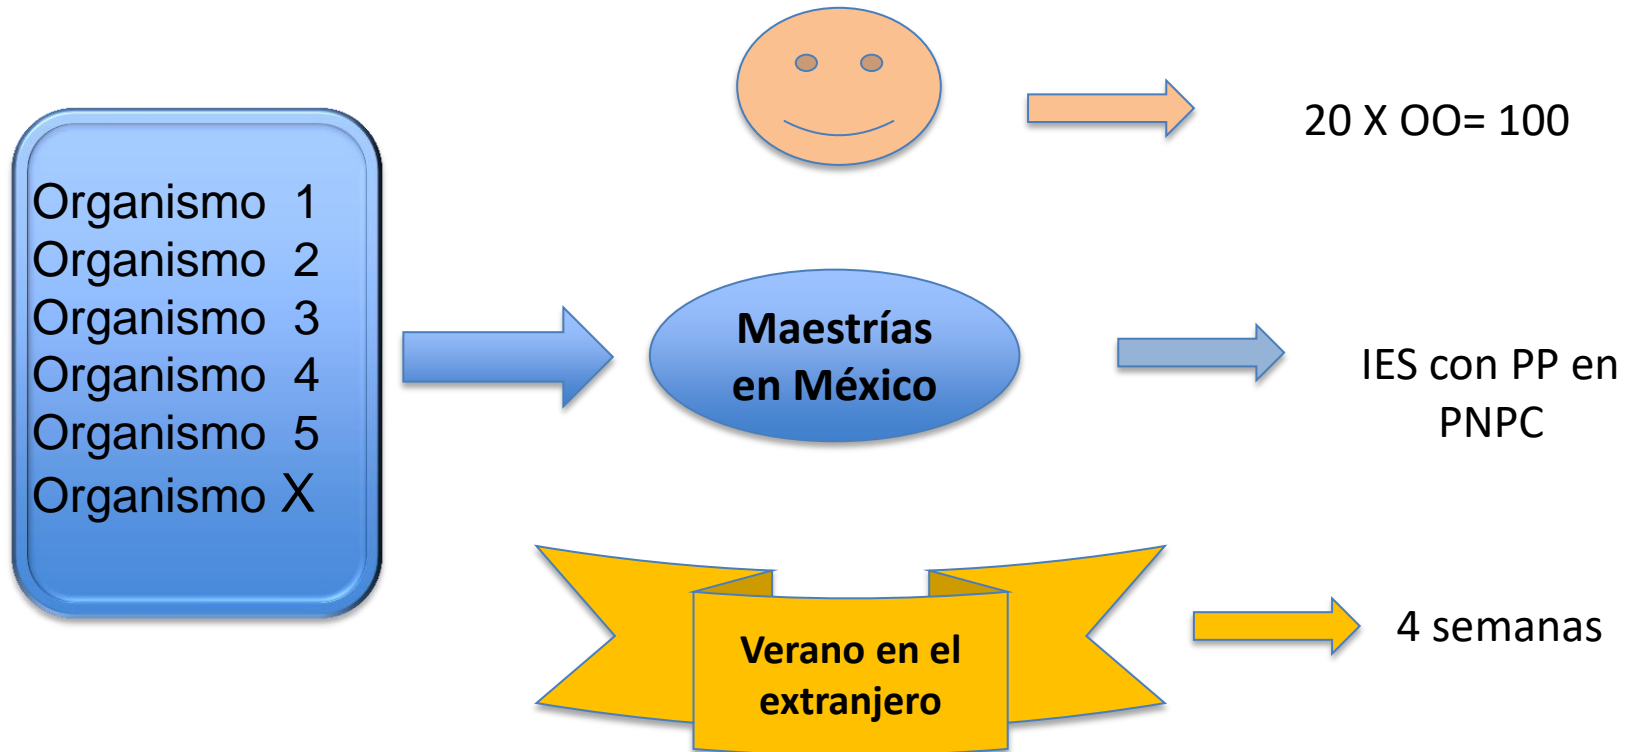 Organismo 1
Organismo 2
Organismo 3
Organismo 4
Organismo 5
Organismo X
20 X OO= 100
Maestrías
en México
IES con PP en
PNPC
Verano en el
extranjero
4 semanas